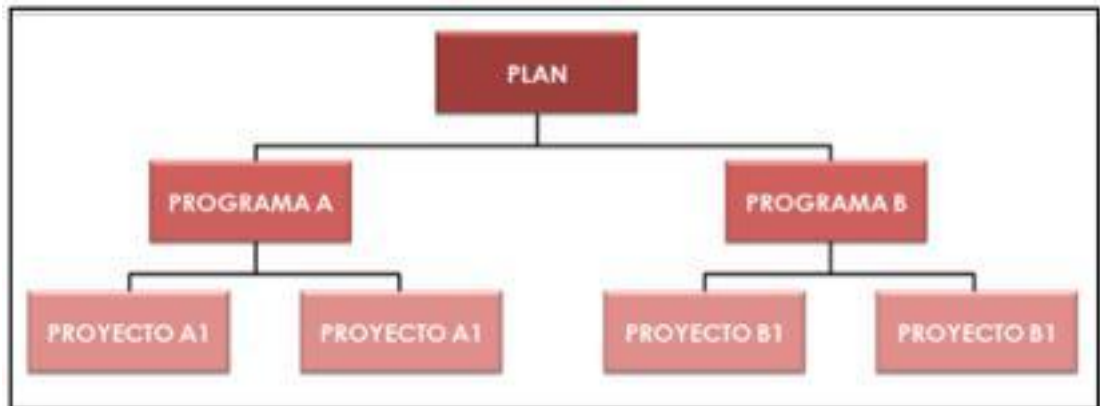 PLAN
PROGRAMA A
PROGRAMA B
PROYECTO A1
PROYECTO A1
PROYECTO B1
PROYECTO B1